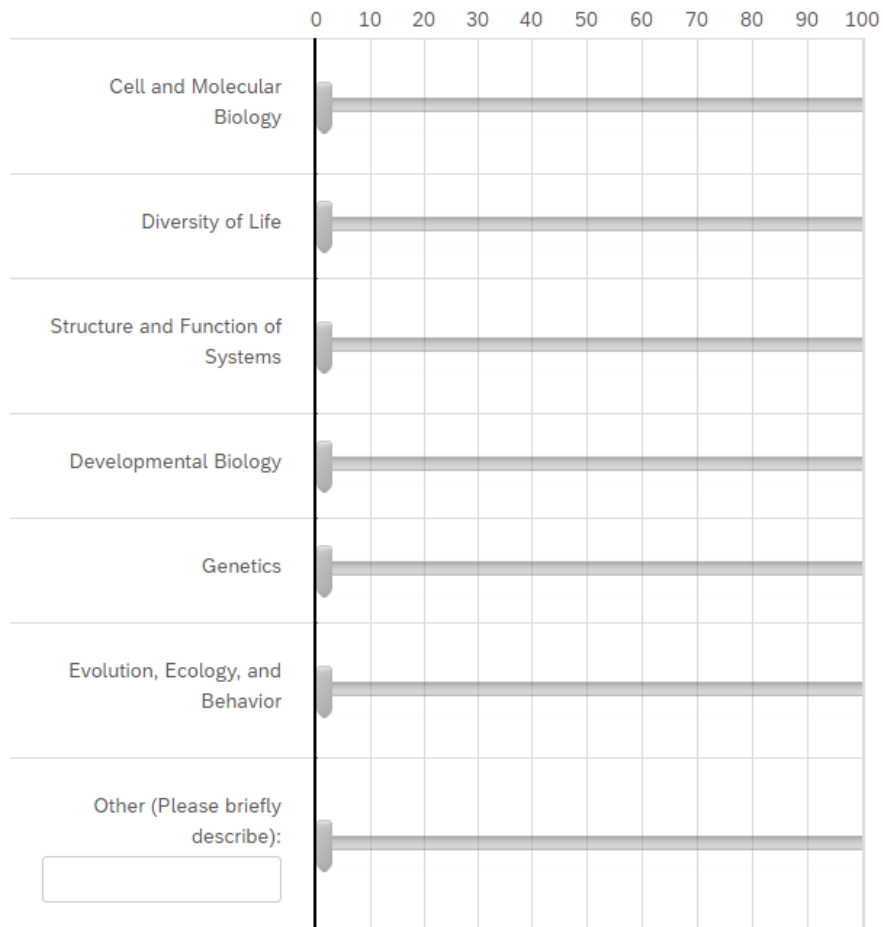 0 10 20 30 40 50 60 70 80 90 100
Cell and Molecular
Biology
Diversity of Life
Structure and Function of
Systems
Developmental Biology
Genetics
Evolution, Ecology, and
Behavior
Other (Please briefly
describe):